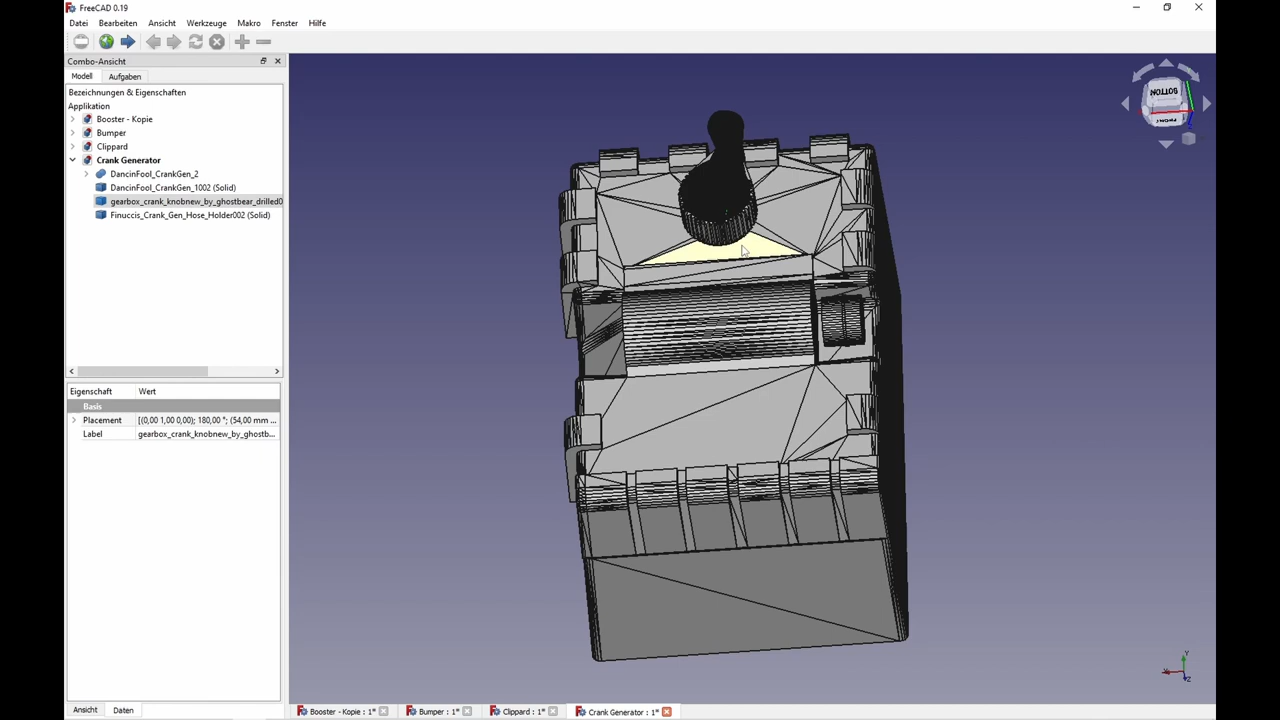 FreeCAD 0.19
Datei Bearbeiten Ansicht Werkzeuge Makro Fenster Hilfe
Combo-Ansicht
Modell Aufgaben
Bezeichnungen & Eigenschaften
Applikation
Booster - Kopie
Bumper
Clippard
Crank Generator
DancinFool_CrankGen_2
DancinFool_CrankGen_1002 (Solid)
gearbox_crank_knobnew_by_ghostbear_drilled0
Finuccis_Crank_Gen_Hose_Holder002 (Solid)
Eigenschaft Wert
Basis
Placement [(0,00 1,00 0,00); 180,00 °; (54,00 mm ...
Label gearbox_crank_knobnew_by_ghostb...
Ansicht Daten
BOTTOM
Y
Z
Booster - Kopie : 1* Bumper : 1* Clippard : 1* Crank Generator : 1*